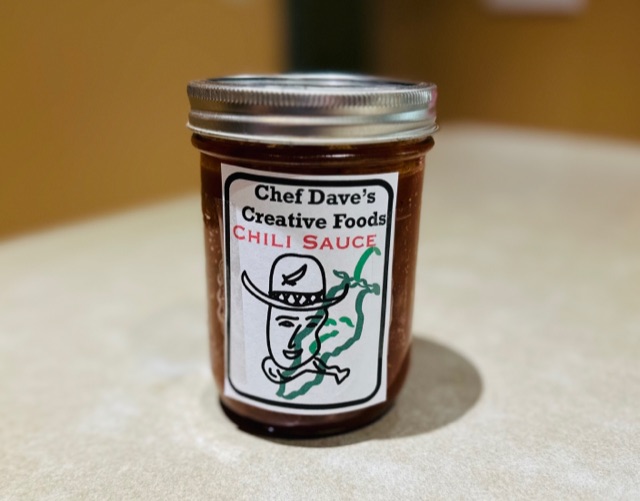 Chef Dave's
Creative Foods
CHILI SAUCE